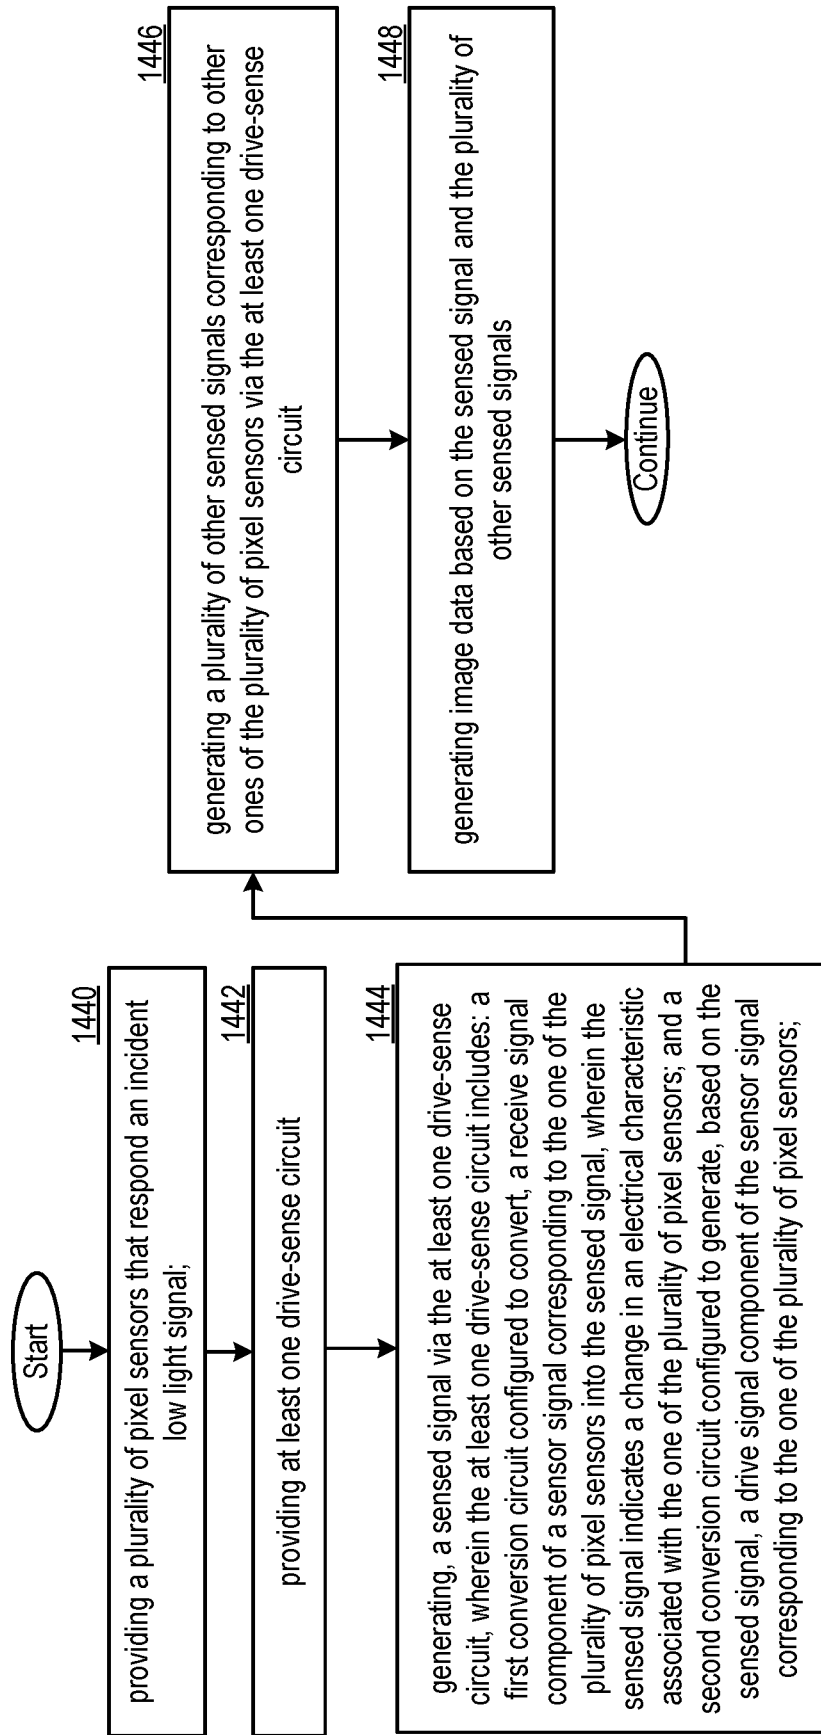 Start
1440
providing a plurality of pixel sensors that respond an incident
low light signal;
1442
providing at least one drive-sense circuit
1444
generating, a sensed signal via the at least one drive-sense
circuit, wherein the at least one drive-sense circuit includes: a
first conversion circuit configured to convert, a receive signal
component of a sensor signal corresponding to the one of the
plurality of pixel sensors into the sensed signal, wherein the
sensed signal indicates a change in an electrical characteristic
associated with the one of the plurality of pixel sensors; and a
second conversion circuit configured to generate, based on the
sensed signal, a drive signal component of the sensor signal
corresponding to the one of the plurality of pixel sensors;
1446
generating a plurality of other sensed signals corresponding to other
ones of the plurality of pixel sensors via the at least one drive-sense
circuit
1448
generating image data based on the sensed signal and the plurality of
other sensed signals
Continue